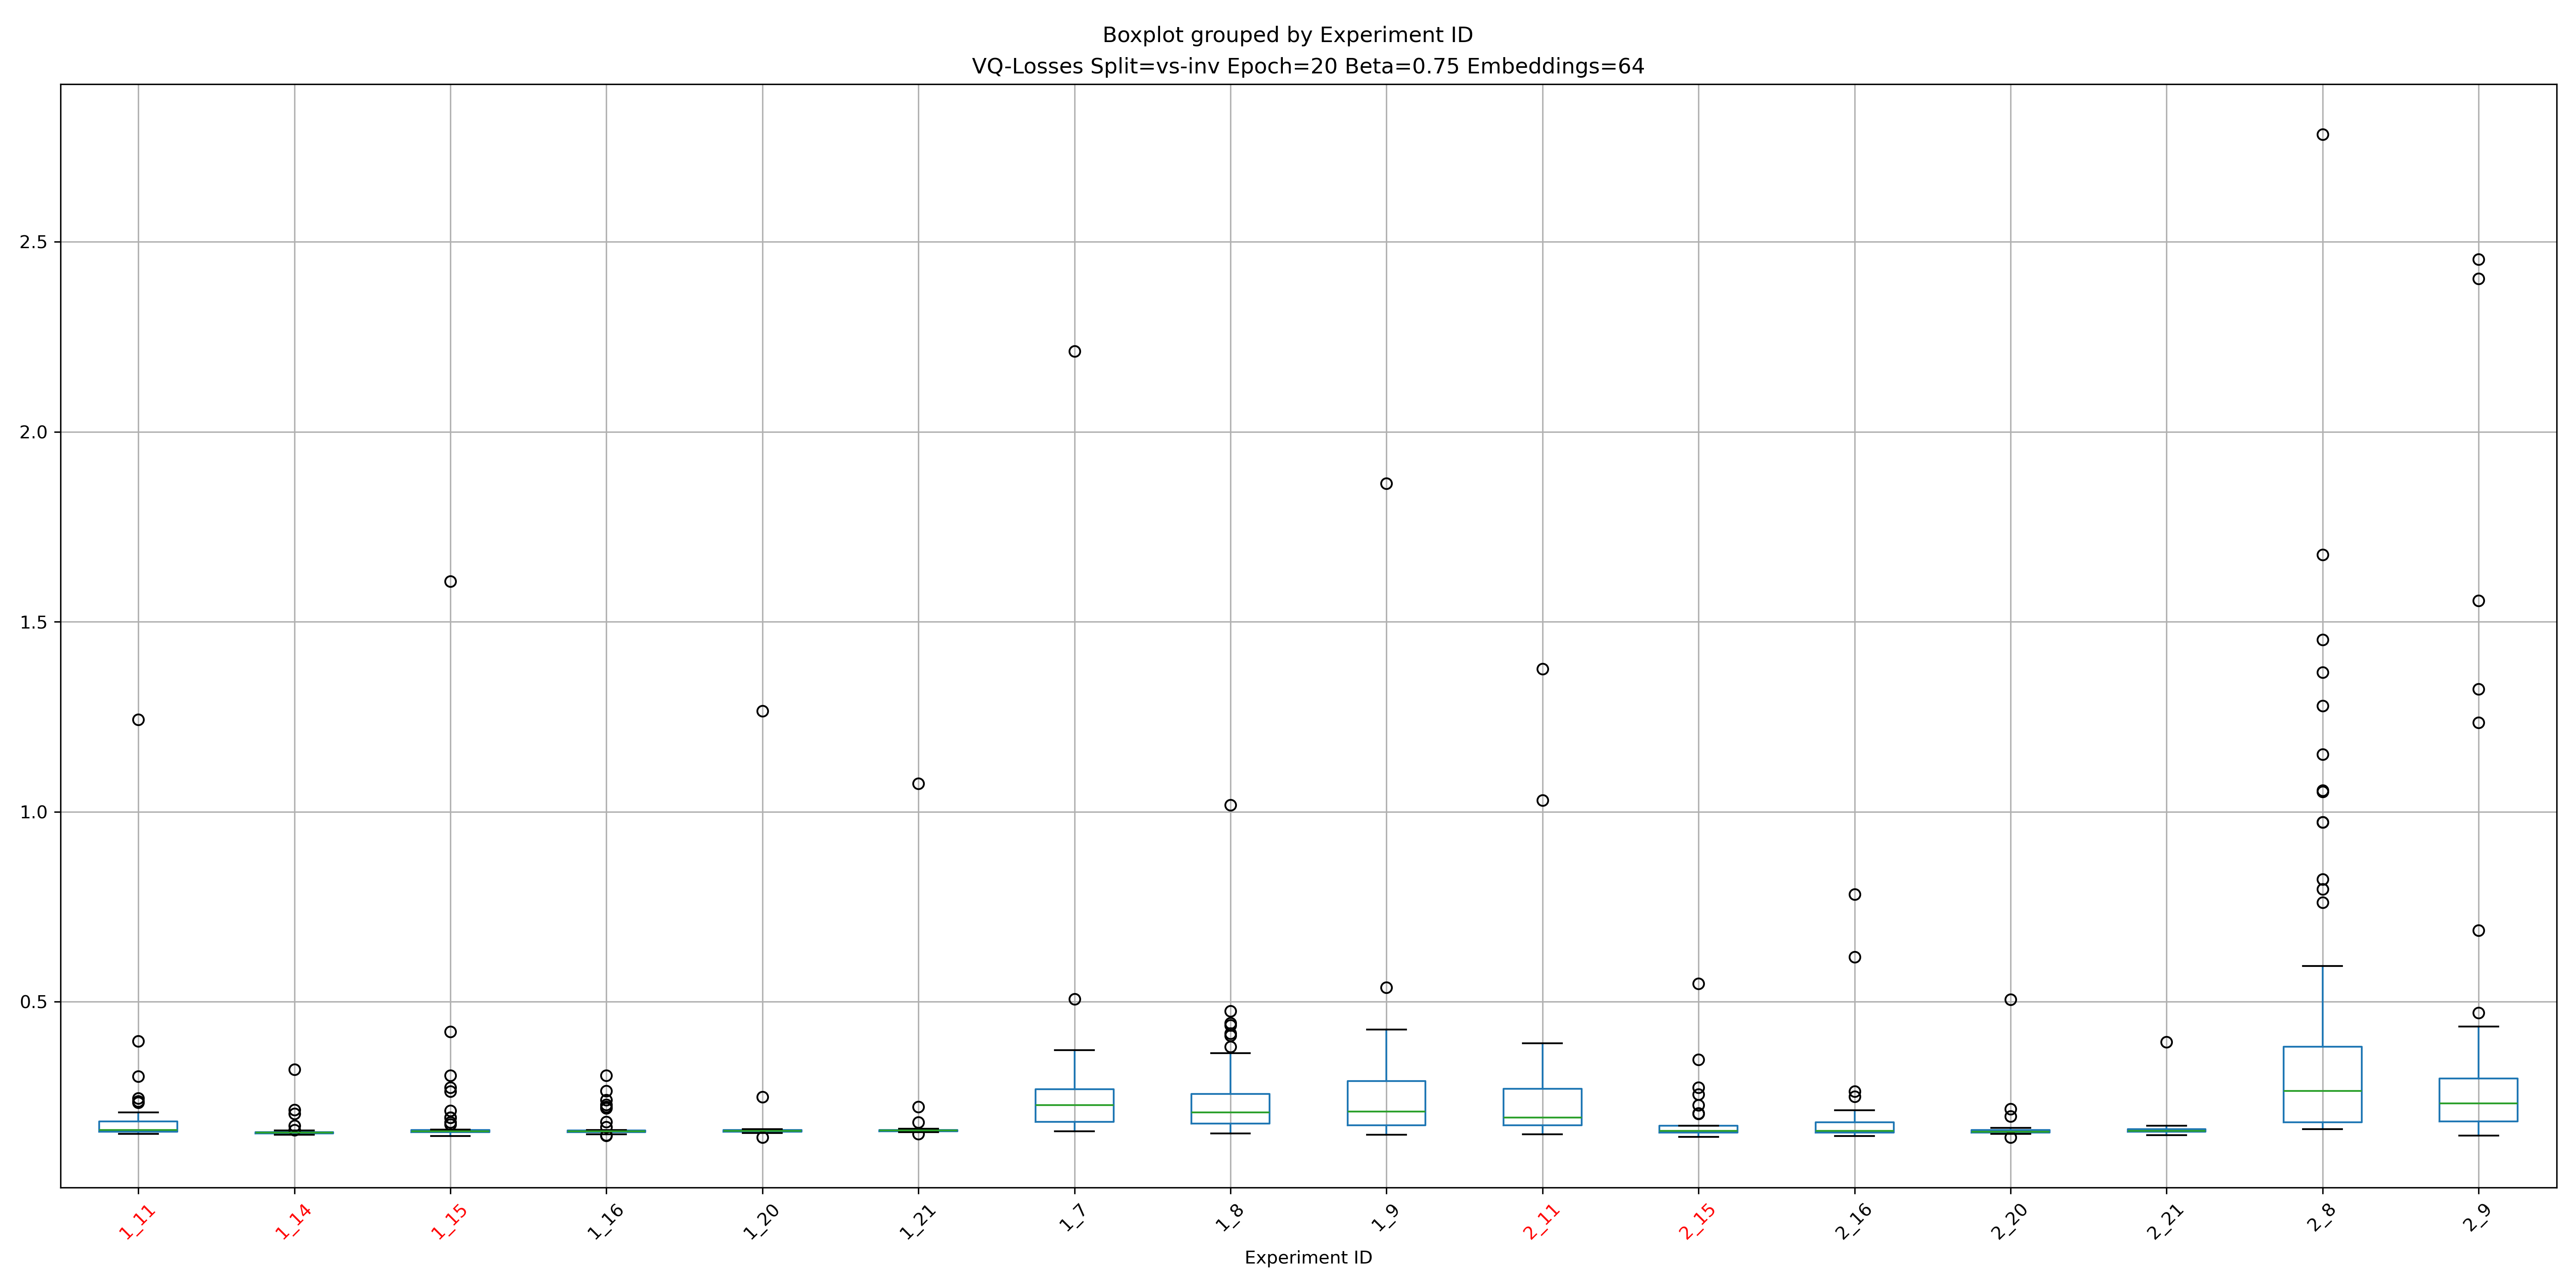 Boxplot grouped by Experiment ID
VQ-Losses Split=vs-inv Epoch=20 Beta=0.75 Embeddings=64
2.5
2.0
1.5
1.0
0.5
1_11 1_14 1_15 1_16 1_20 1_21 1_7 1_8 1_9 2_11 2_15 2_16 2_20 2_21 2_8 2_9
Experiment ID